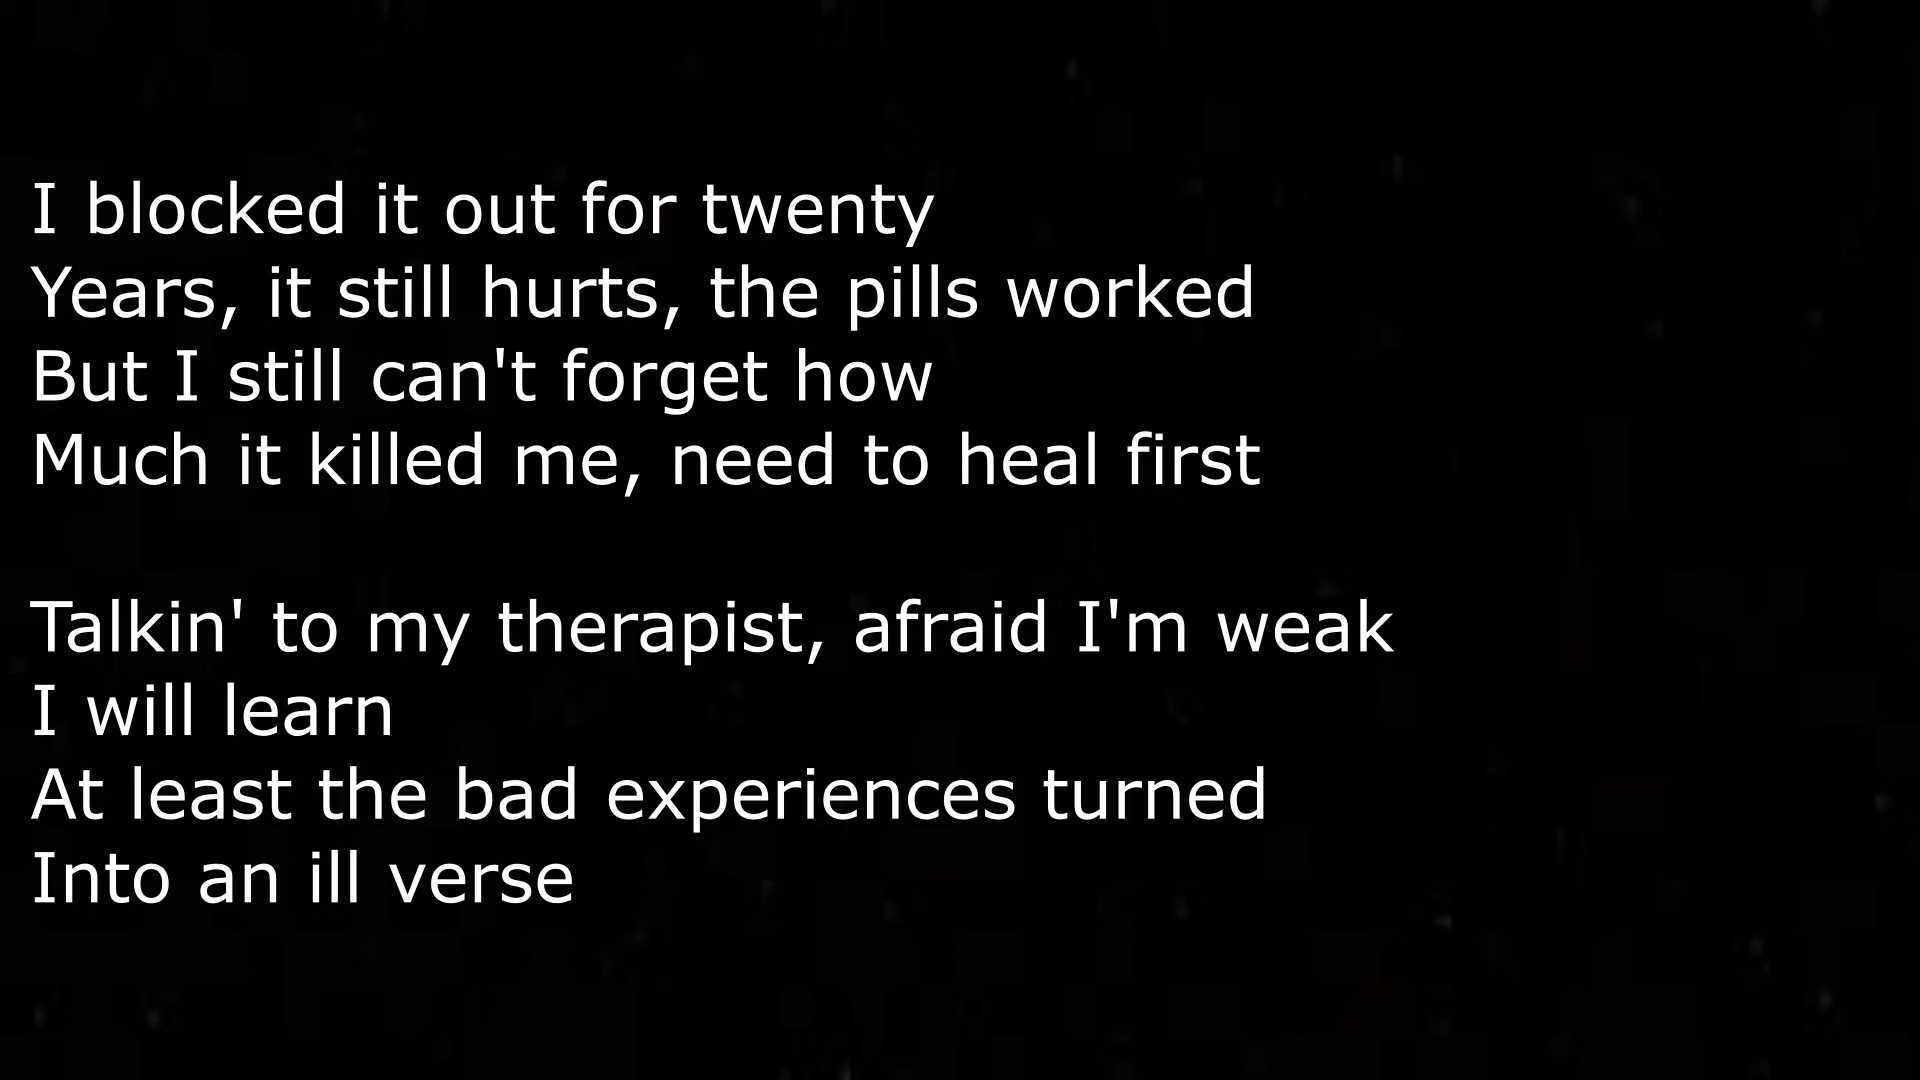 I blocked it out for twenty
Years, it still hurts, the pills worked
But I still can't forget how
Much it killed me, need to heal first
Talkin' to my therapist, afraid I'm weak
I will learn
At least the bad experiences turned
Into an ill verse